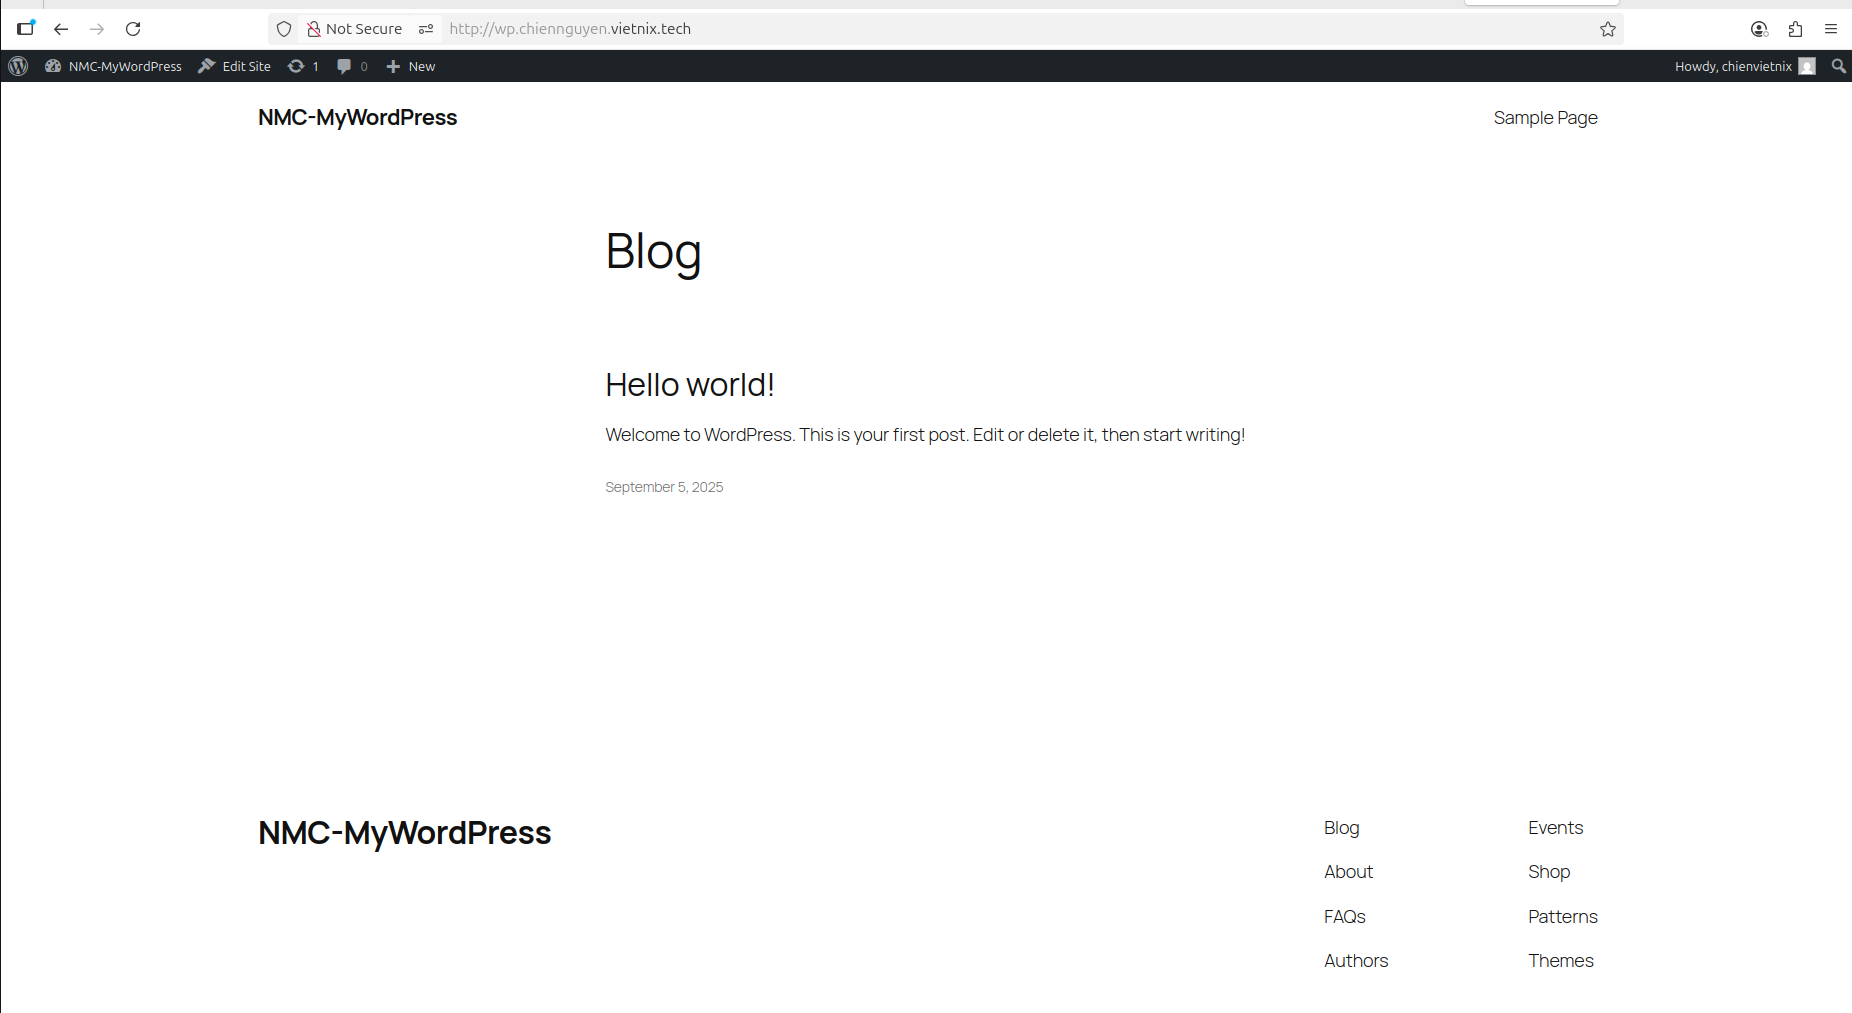 Not Secure http://wp.chiennguyen.vietnix.tech
NMC-MyWordPress Edit Site 1 0 New Howdy, chienvietnix
NMC-MyWordPress Sample Page
Blog
Hello world!
Welcome to WordPress. This is your first post. Edit or delete it, then start writing!
September 5, 2025
NMC-MyWordPress
Blog Events
About Shop
FAQs Patterns
Authors Themes